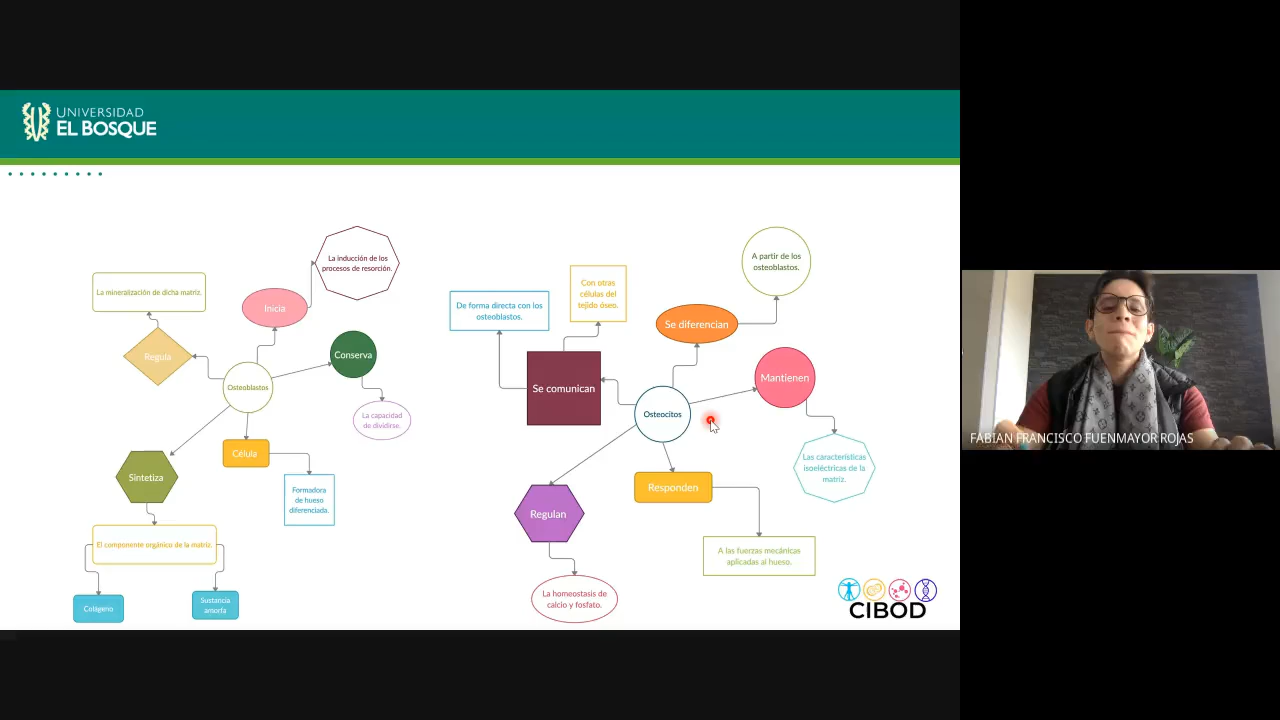 UNIVERSIDAD
EL BOSQUE
La inducción de los
procesos de resorción.
La mineralización de dicha matriz.
Inicia
Regula
Conserva
Osteoblastos
La capacidad
de dividirse.
Célula
Sintetiza
Formadora
de hueso
diferenciada.
El componente orgánico de la matriz.
Colágeno
Sustancia
amorfa
A partir de los
osteoblastos.
Con otras
células del
tejido óseo.
De forma directa con los
osteoblastos.
Se diferencian
Se comunican
Mantienen
Osteocitos
Las características
isoeléctricas de la
matriz.
Responden
Regulan
A las fuerzas mecánicas
aplicadas al hueso.
La homeostasis de
calcio y fosfato.
CIBOD
FABIAN FRANCISCO FUENMAYOR ROJAS